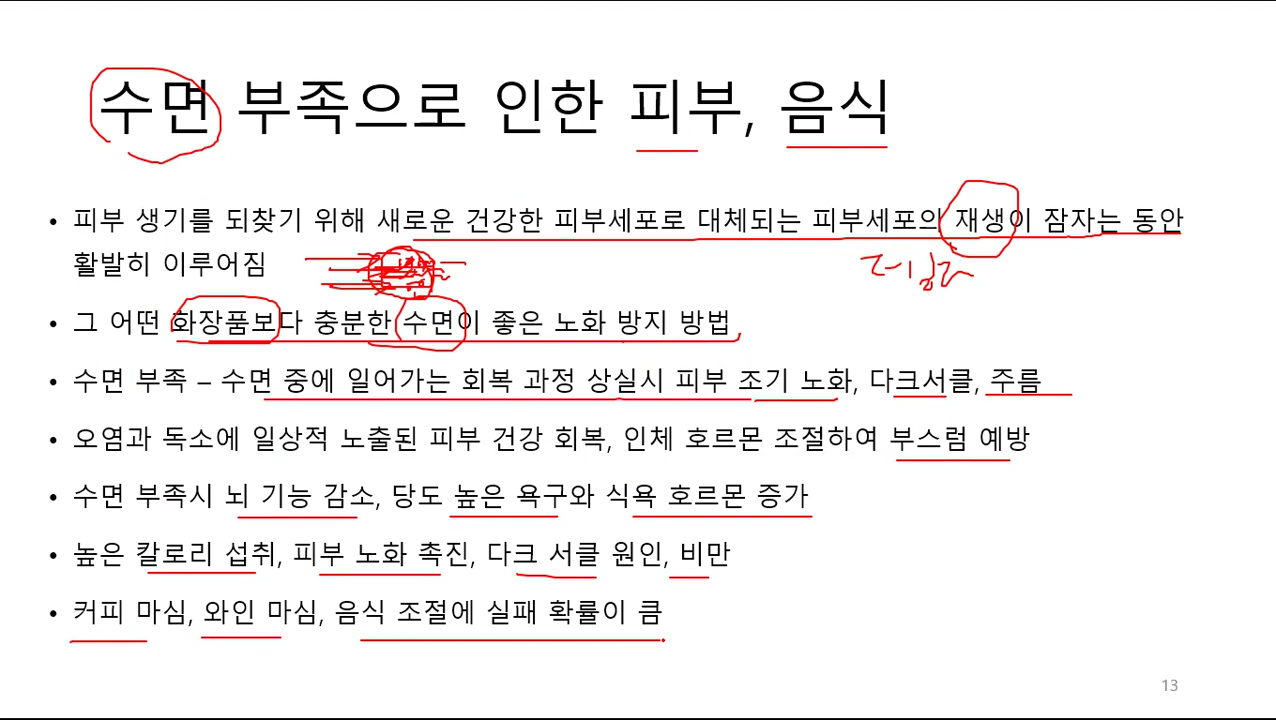 수면 부족으로 인한 피부, 음식
• 피부 생기를 되찾기 위해 새로운 건강한 피부세포로 대체되는 피부세포의 재생이 잠자는 동안
활발히 이루어짐
• 그 어떤 화장품보다 충분한 수면이 좋은 노화 방지 방법
• 수면 부족 – 수면 중에 일어가는 회복 과정 상실시 피부 조기 노화, 다크서클, 주름
• 오염과 독소에 일상적 노출된 피부 건강 회복, 인체 호르몬 조절하여 부스럼 예방
• 수면 부족시 뇌 기능 감소, 당도 높은 욕구와 식욕 호르몬 증가
• 높은 칼로리 섭취, 피부 노화 촉진, 다크 서클 원인, 비만
• 커피 마심, 와인 마심, 음식 조절에 실패 확률이 큼
13